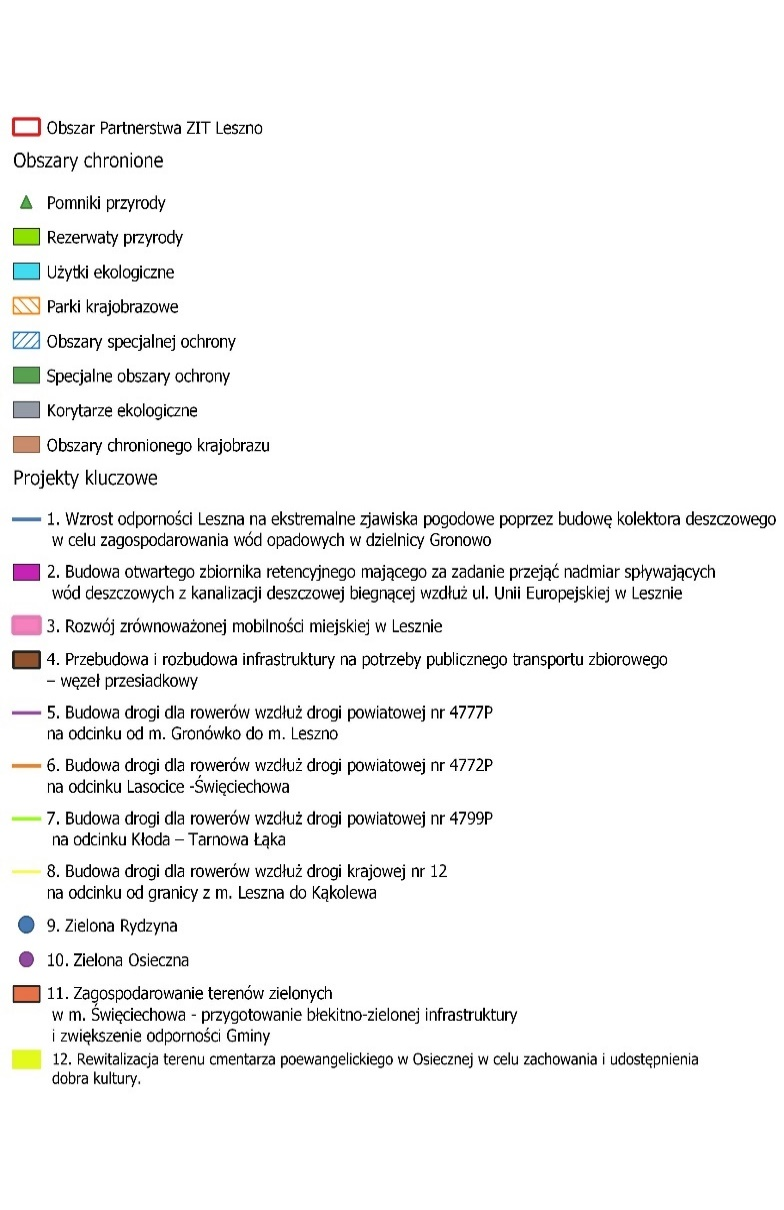 Obszar Partnerstwa ZIT Leszno
Obszary chronione
Pomniki przyrody
Rezerwaty przyrody
Użytki ekologiczne
Parki krajobrazowe
Obszary specjalnej ochrony
Specjalne obszary ochrony
Korytarze ekologiczne
Obszary chronionego krajobrazu
Projekty kluczowe
1. Wzrost odporności Leszna na ekstremalne zjawiska pogodowe poprzez budowę kolektora deszczowego
w celu zagospodarowania wód opadowych w dzielnicy Gronowo
2. Budowa otwartego zbiornika retencyjnego mającego za zadanie przejąć nadmiar spływających
wód deszczowych z kanalizacji deszczowej biegnącej wzdłuż ul. Unii Europejskiej w Lesznie
3. Rozwój zrównoważonej mobilności miejskiej w Lesznie
4. Przebudowa i rozbudowa infrastruktury na potrzeby publicznego transportu zbiorowego
– węzeł przesiadkowy
5. Budowa drogi dla rowerów wzdłuż drogi powiatowej nr 4777P
na odcinku od m. Gronówko do m. Leszno
6. Budowa drogi dla rowerów wzdłuż drogi powiatowej nr 4772P
na odcinku Lasocice -Święciechowa
7. Budowa drogi dla rowerów wzdłuż drogi powiatowej nr 4799P
na odcinku Kłoda – Tarnowa Łąka
8. Budowa drogi dla rowerów wzdłuż drogi krajowej nr 12
na odcinku od granicy z m. Leszna do Kąkolewa
9. Zielona Rydzyna
10. Zielona Osieczna
11. Zagospodarowanie terenów zielonych
w m. Święciechowa - przygotowanie błekitno-zielonej infrastruktury
i zwiększenie odporności Gminy
12. Rewitalizacja terenu cmentarza poewangelickiego w Osiecznej w celu zachowania i udostępnienia
dobra kultury.